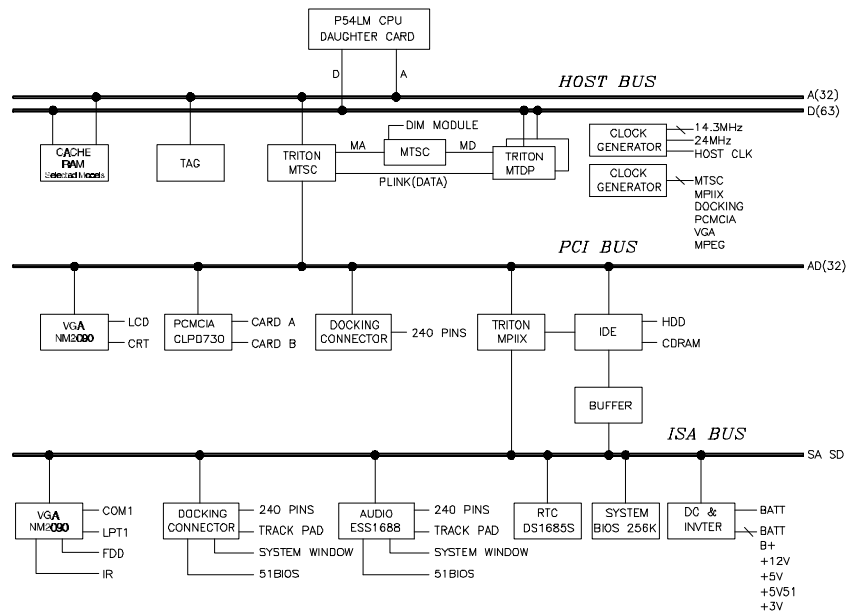 P54LM CPU
DAUGHTER CARD
D
A
HOST BUS
A(32)
D(63)
CACHE
RAM
Selected Models
TAG
TRITON
MTSC
MA
DIM MODULE
MTSC
MD
PLINK(DATA)
TRITON
MTDP
CLOCK
GENERATOR
14.3MHz
24MHz
HOST CLK
CLOCK
GENERATOR
MTSC
MPIIX
DOCKING
PCMCIA
VGA
MPEG
PCI BUS
AD(32)
VGA
NM2090
LCD
CRT
PCMCIA
CLPD730
CARD A
CARD B
DOCKING
CONNECTOR
240 PINS
TRITON
MPIIX
IDE
HDD
CDRAM
BUFFER
ISA BUS
SA SD
VGA
NM2090
COM1
LPT1
FDD
IR
DOCKING
CONNECTOR
240 PINS
TRACK PAD
SYSTEM WINDOW
51BIOS
AUDIO
ESS1688
240 PINS
TRACK PAD
SYSTEM WINDOW
51BIOS
RTC
DS1685S
SYSTEM
BIOS 256K
DC &
INVTER
BATT
BATT
B+
+12V
+5V
+5V51
+3V